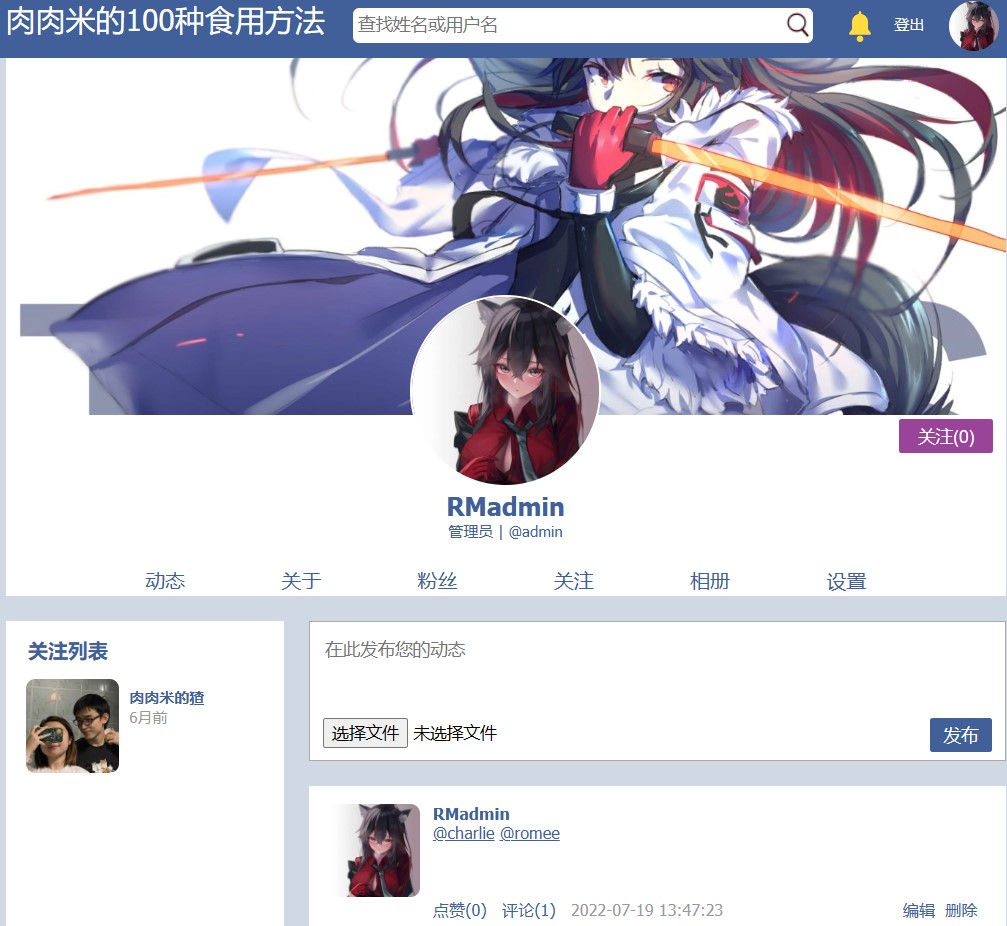 肉肉米的100种食用方法
查找姓名或用户名
登出
关注(0)
RMadmin
管理员 | @admin
动态 关于 粉丝 关注 相册 设置
关注列表
肉肉米的猹
6月前
在此发布您的动态
选择文件 未选择文件
发布
RMadmin
@charlie @romee
点赞(0) 评论(1) 2022-07-19 13:47:23 编辑 删除